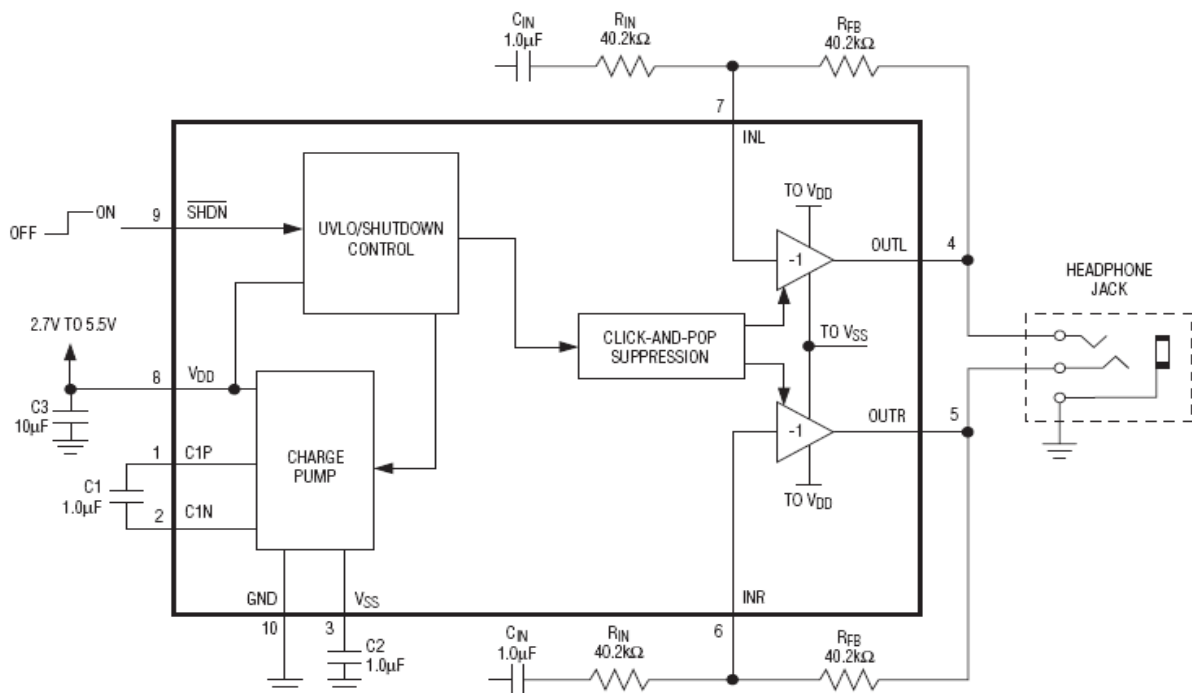 CIN
1.0µF
RIN
40.2kΩ
RFB
40.2kΩ
7
INL
TO VDD
-1
OUTL
4
OFF
ON
9
SHDN
UVLO/SHUTDOWN
CONTROL
HEADPHONE
JACK
2.7V TO 5.5V
CLICK-AND-POP
SUPPRESSION
TO VSS
8
VDD
C3
10µF
-1
OUTR
5
1
C1P
C1
1.0µF
2
C1N
CHARGE
PUMP
TO VDD
GND
VSS
INR
10
3
6
C2
1.0µF
CIN
1.0µF
RIN
40.2kΩ
RFB
40.2kΩ